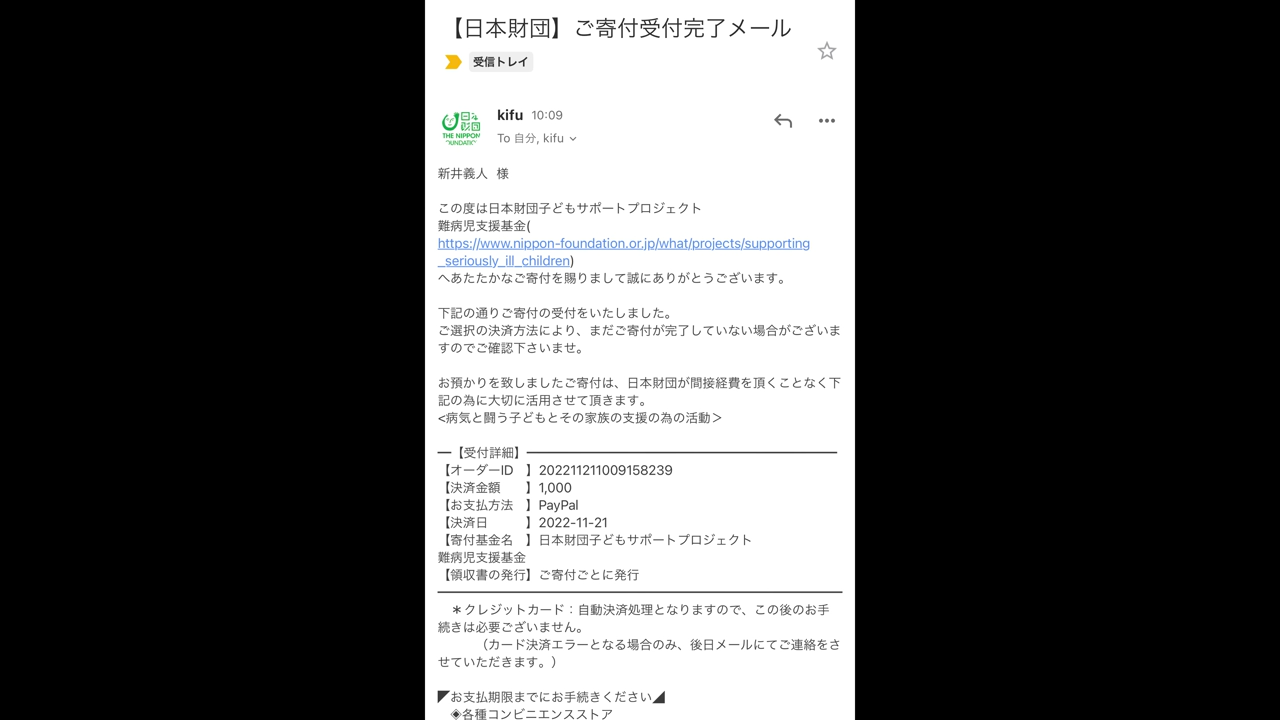 【日本財団】ご寄付受付完了メール
受信トレイ
kifu 10:09
THE NIPPON
To 自分, kifu
新井義人 様
この度は日本財団子どもサポートプロジェクト
難病児支援基金(
https://www.nippon-foundation.or.jp/what/projects/supporting
_seriously_ill_children)
へあたたかなご寄付を賜りまして誠にありがとうございます。
下記の通りご寄付の受付をいたしました。
ご選択の決済方法により、まだご寄付が完了していない場合がございま
すのでご確認下さいませ。
お預かりを致しましたご寄付は、日本財団が間接経費を頂くことなく下
記の為に大切に活用させて頂きます。
<病気と闘う子どもとその家族の支援の為の活動＞
━【受付詳細】━━━━━━━━━━━━━━━━━━━━━━━━━
【オーダーID 】202211211009158239
【決済金額 】1,000
【お支払方法 】PayPal
【決済日 】2022-11-21
【寄付基金名 】日本財団子どもサポートプロジェクト
難病児支援基金
【領収書の発行】ご寄付ごとに発行
＊クレジットカード：自動決済処理となりますので、この後のお手
続きは必要ございません。
（カード決済エラーとなる場合のみ、後日メールにてご連絡をさ
せていただきます。）
◤お支払期限までにお手続きください◢
◈各種コンビニエンスストア